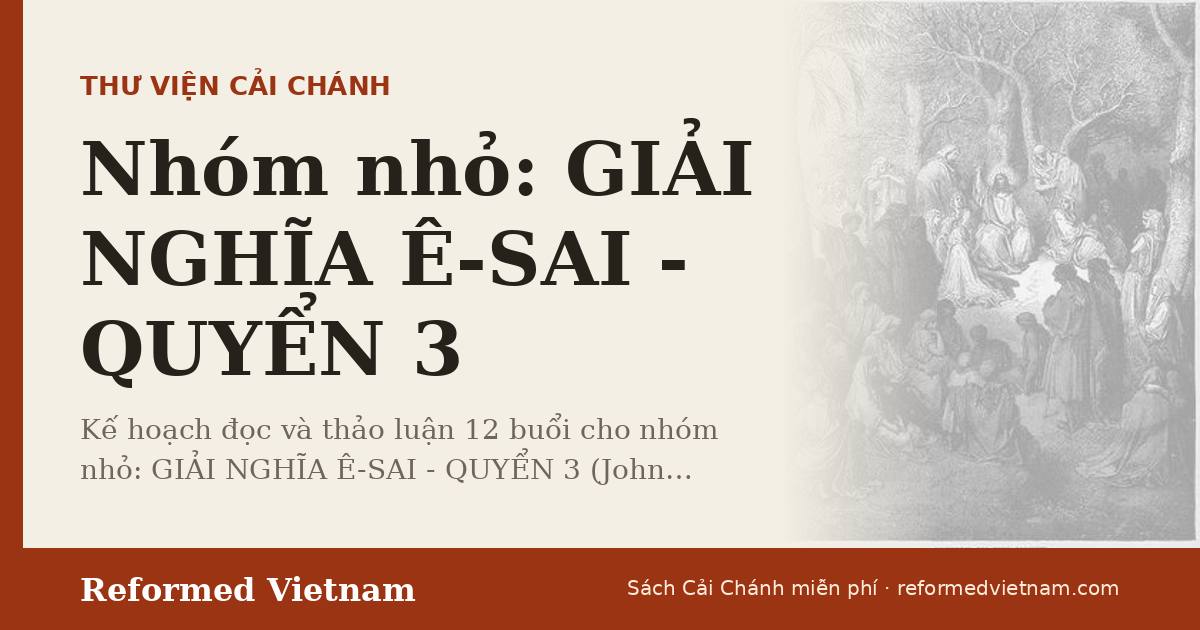 THƯ VIỆN CẢI CHÁNH
Nhóm nhỏ: GIẢI
NGHĨA Ê-SAI -
QUYỂN 3
Kế hoạch đọc và thảo luận 12 buổi cho nhóm
nhỏ: GIẢI NGHĨA Ê-SAI - QUYỂN 3 (John...
Reformed Vietnam
Sách Cải Chánh miễn phí · reformedvietnam.com